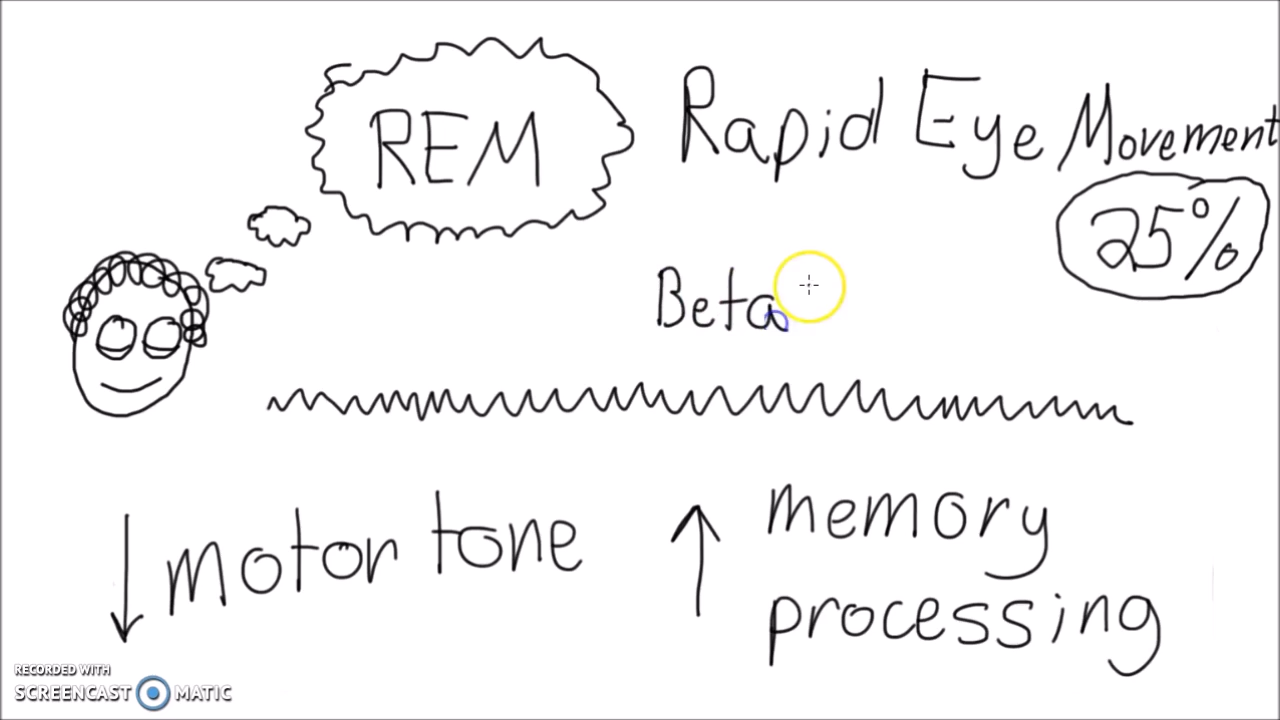 REM
Rapid Eye Movement
25%
Beta
motor tone
memory
processing
RECORDED WITH
SCREENCAST MATIC